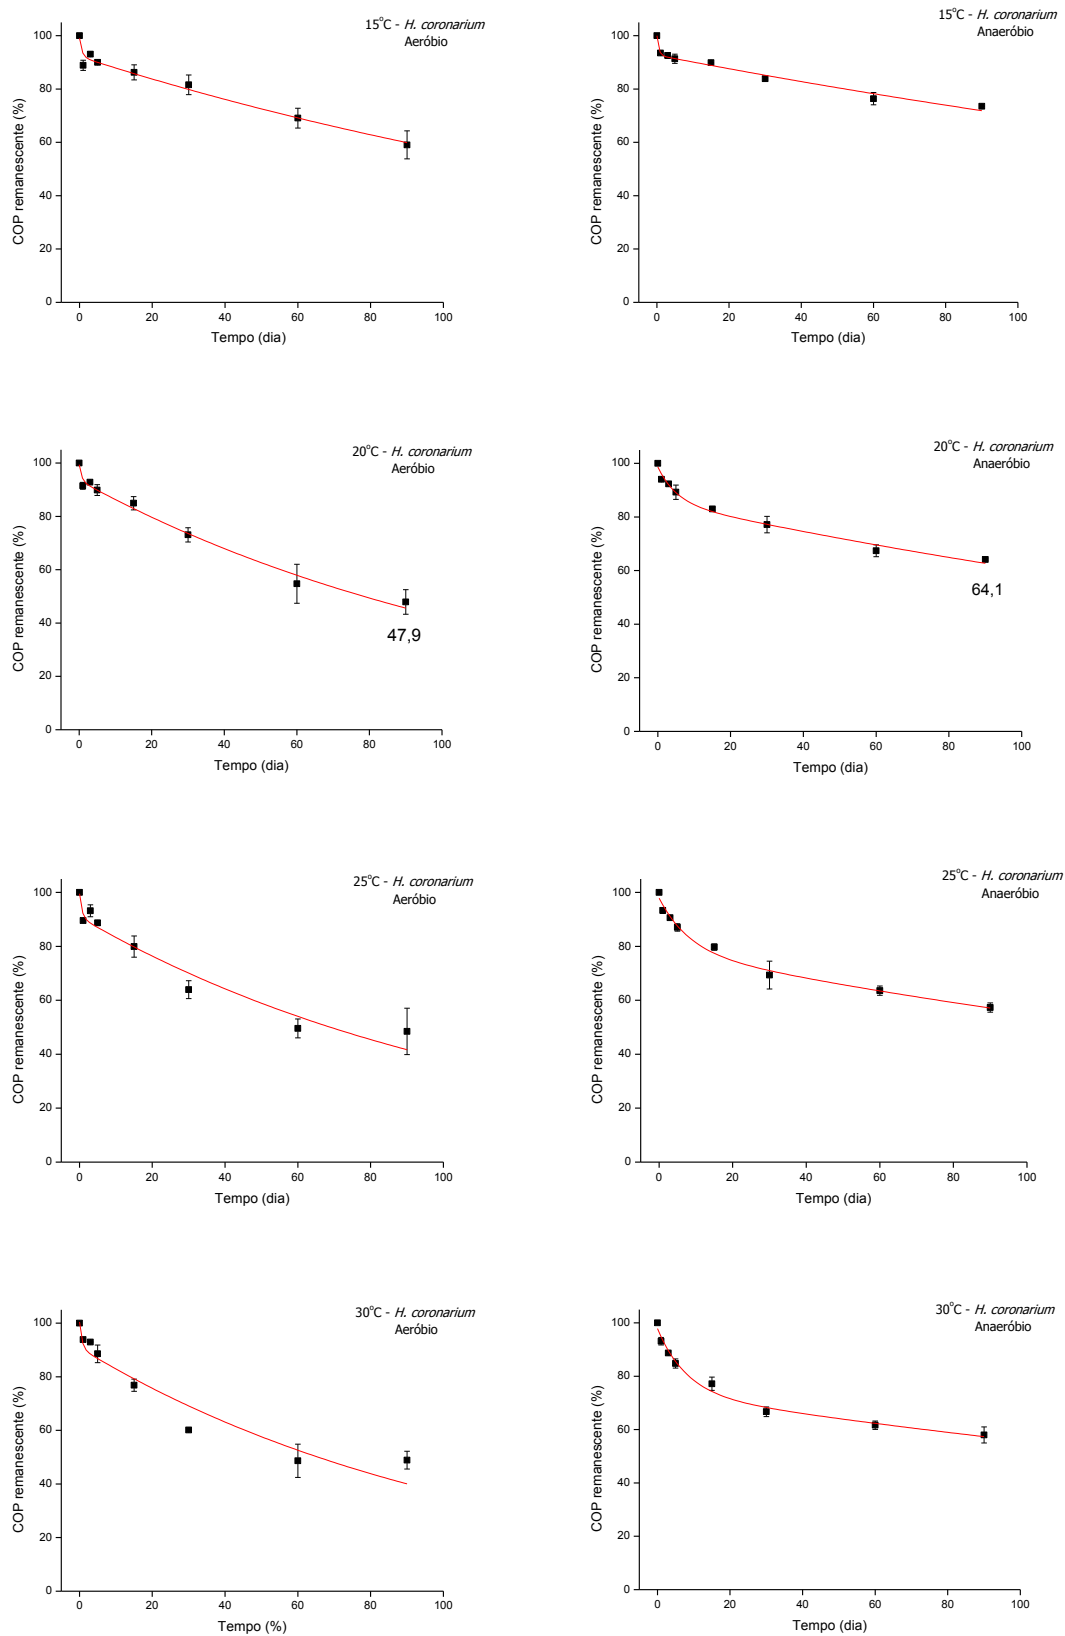 15°C - H. coronarium
Aeróbio
100
80
60
40
20
0
COP remanescente (%)
0 20 40 60 80 100
Tempo (dia)
15°C - H. coronarium
Anaeróbio
100
80
60
40
20
0
COP remanescente (%)
0 20 40 60 80 100
Tempo (dia)
20°C - H. coronarium
Aeróbio
100
80
60
40
20
0
COP remanescente (%)
47,9
0 20 40 60 80 100
Tempo (dia)
20°C - H. coronarium
Anaeróbio
100
80
60
40
20
0
COP remanescente (%)
64,1
0 20 40 60 80 100
Tempo (dia)
25°C - H. coronarium
Aeróbio
100
80
60
40
20
0
COP remanescente (%)
0 20 40 60 80 100
Tempo (dia)
25°C - H. coronarium
Anaeróbio
100
80
60
40
20
0
COP remanescente (%)
0 20 40 60 80 100
Tempo (dia)
30°C - H. coronarium
Aeróbio
100
80
60
40
20
0
COP remanescente (%)
0 20 40 60 80 100
Tempo (%)
30°C - H. coronarium
Anaeróbio
100
80
60
40
20
0
COP remanescente (%)
0 20 40 60 80 100
Tempo (dia)